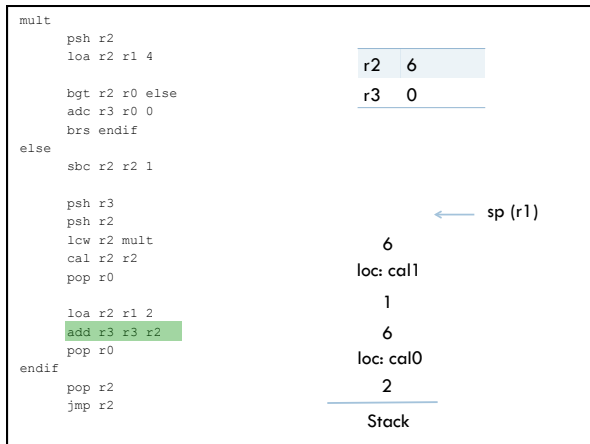 mult
psh r2
loa r2 r1 4
bgt r2 r0 else
adc r3 r0 0
brs endif
else
sbc r2 r2 1
psh r3
psh r2
lcw r2 mult
cal r2 r2
pop r0
loa r2 r1 2
add r3 r3 r2
pop r0
endif
pop r2
jmp r2
r2 6
r3 0
sp (r1)
6
loc: cal1
1
6
loc: cal0
2
Stack